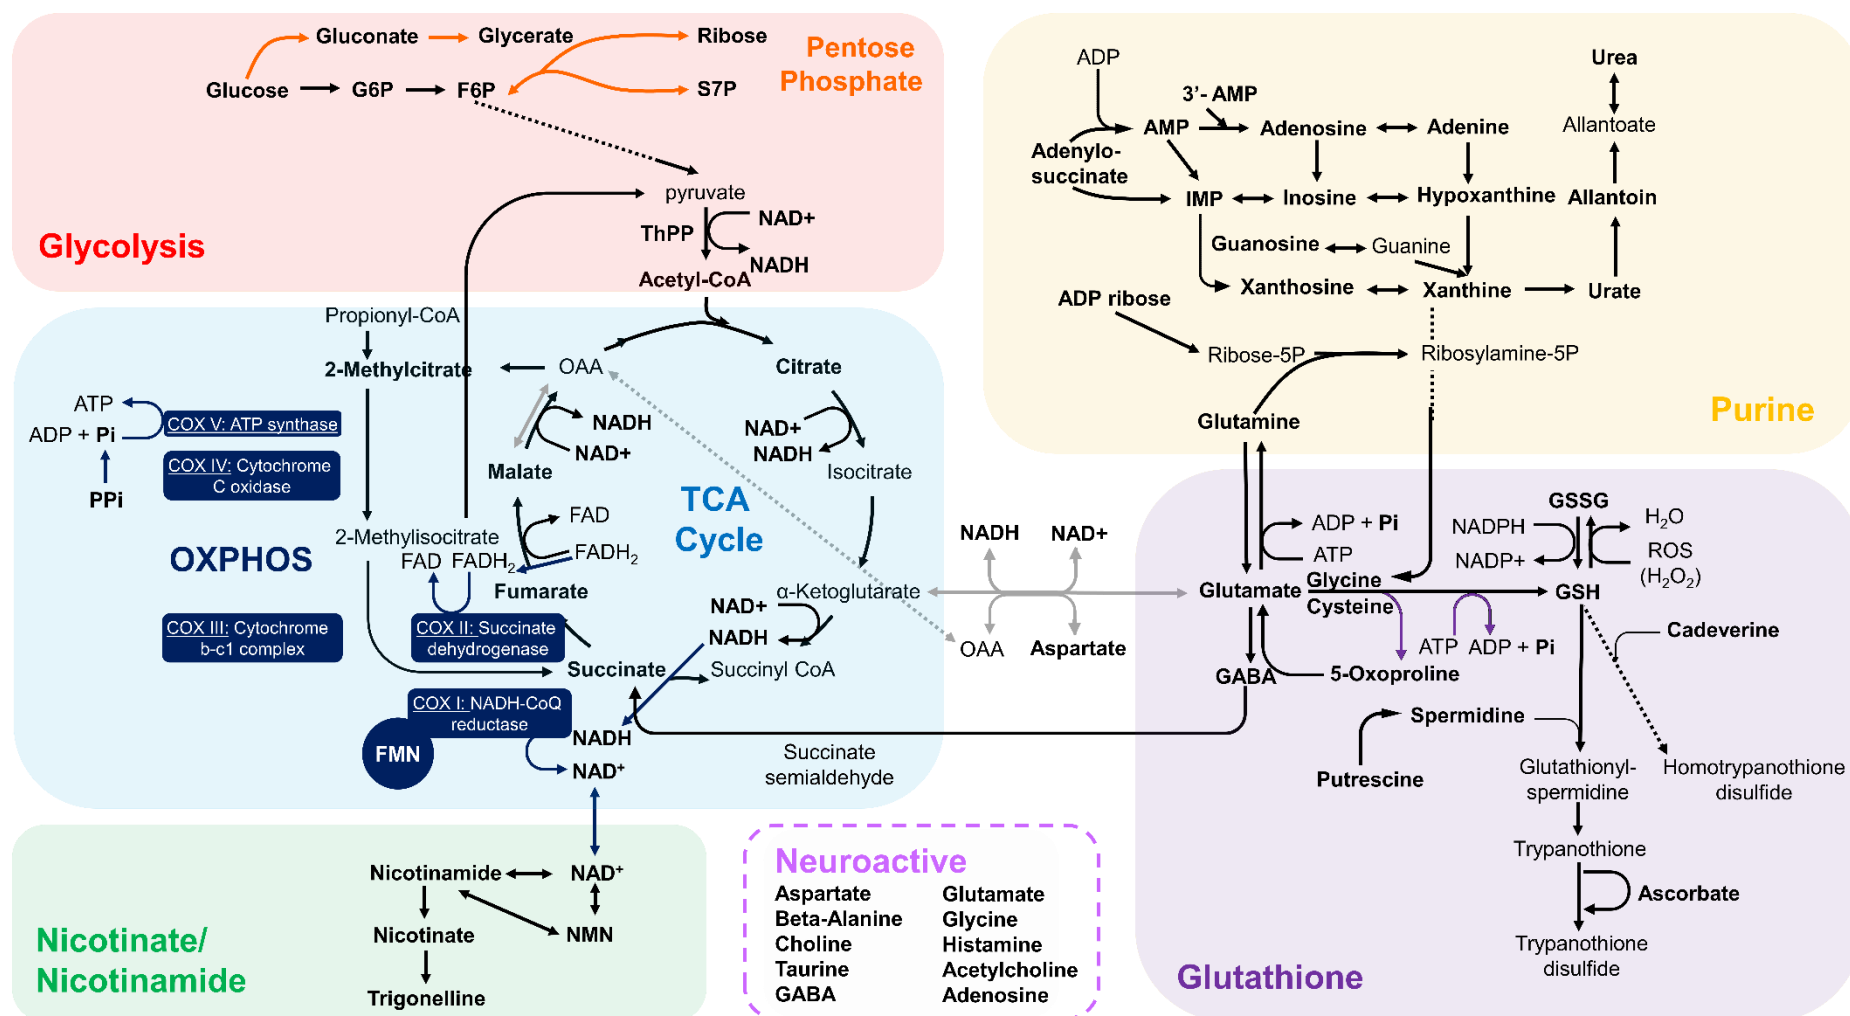 Gluconate
Glycerate
Ribose
Pentose
Phosphate
Glucose
G6P
F6P
S7P
pyruvate
ThPP
NAD+
NADH
Acetyl-CoA
Glycolysis
ADP
Urea
3'- AMP
AMP
Adenosine
Adenine
Allantoate
Adenylo-
succinate
IMP
Inosine
Hypoxanthine
Allantoin
Guanosine
Guanine
Xanthosine
Xanthine
Urate
ADP ribose
Ribose-5P
Ribosylamine-5P
Glutamine
Purine
Propionyl-CoA
2-Methylcitrate
OAA
Citrate
ATP
ADP + Pi
COX V: ATP synthase
COX IV: Cytochrome
C oxidase
PPi
NADH
NAD+
Malate
NAD+
NADH
Isocitrate
TCA
Cycle
2-Methylisocitrate
FAD
FADH2
FAD
FADH2
OXPHOS
Fumarate
α-Ketoglutarate
NAD+
NADH
COX III: Cytochrome
b-c1 complex
COX II: Succinate
dehydrogenase
Succinate
Succinyl CoA
COX I: NADH-CoQ
reductase
FMN
NADH
NAD+
Succinate
semialdehyde
NADH
NAD+
OAA
Aspartate
ADP + Pi
ATP
GSSG
NADPH
NADP+
H2O
ROS
(H2O2)
Glutamate
Glycine
Cysteine
GSH
ATP
ADP + Pi
Cadeverine
GABA
5-Oxoproline
Spermidine
Putrescine
Glutathionyl-
spermidine
Homotrypanothione
disulfide
Trypanothione
Ascorbate
Trypanothione
disulfide
Glutathione
Nicotinamide
NAD+
Nicotinate
NMN
Trigonelline
Nicotinate/
Nicotinamide
Neuroactive
Aspartate
Glutamate
Beta-Alanine
Glycine
Choline
Histamine
Taurine
Acetylcholine
GABA
Adenosine